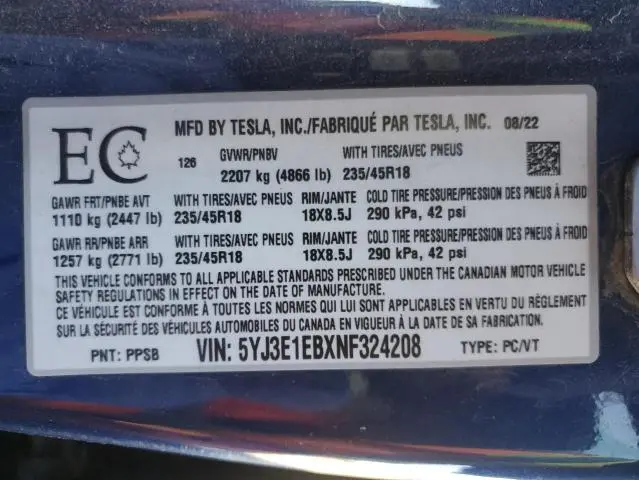 EC
MFD BY TESLA, INC./FABRIQUÉ PAR TESLA, INC. 08/22
126 GVWR/PNBV WITH TIRES/AVEC PNEUS
2207 kg (4866 lb) 235/45R18
GAWR FRT/PNBE AVT WITH TIRES/AVEC PNEUS RIM/JANTE COLD TIRE PRESSURE/PRESSION DES PNEUS À FROID
1110 kg (2447 lb) 235/45R18 18X8.5J 290 kPa, 42 psi
GAWR RR/PNBE ARR WITH TIRES/AVEC PNEUS RIM/JANTE COLD TIRE PRESSURE/PRESSION DES PNEUS À FROID
1257 kg (2771 lb) 235/45R18 18X8.5J 290 kPa, 42 psi
THIS VEHICLE CONFORMS TO ALL APPLICABLE STANDARDS PRESCRIBED UNDER THE CANADIAN MOTOR VEHICLE
SAFETY REGULATIONS IN EFFECT ON THE DATE OF MANUFACTURE.
CE VÉHICULE EST CONFORME À TOUTES LES NORMES QUI LUI SONT APPLICABLES EN VERTU DU RÈGLEMENT
SUR LA SÉCURITÉ DES VÉHICULES AUTOMOBILES DU CANADA EN VIGUEUR À LA DATE DE SA FABRICATION
PNT: PPSB VIN: 5YJ3E1EBXNF324208 TYPE: PC/VT